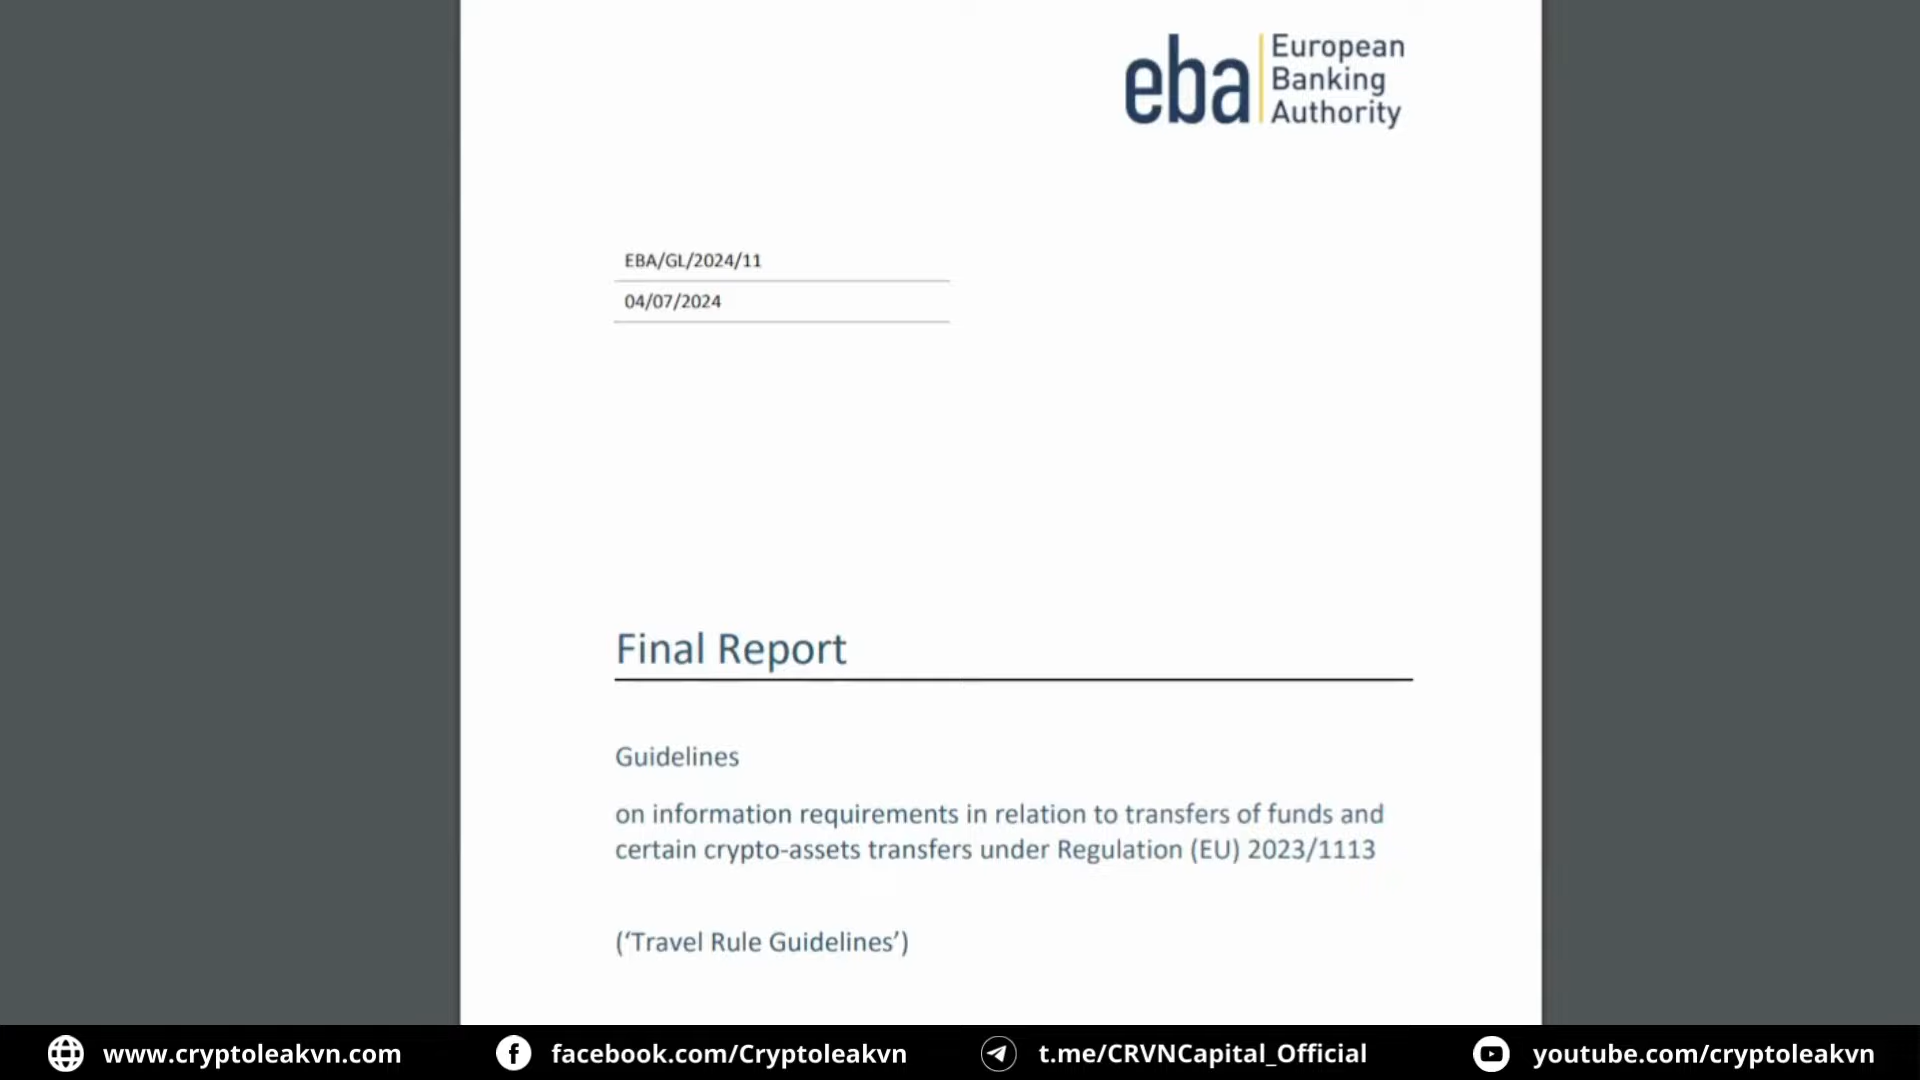 eba
European
Banking
Authority
EBA/GL/2024/11
04/07/2024
Final Report
Guidelines
on information requirements in relation to transfers of funds and
certain crypto-assets transfers under Regulation (EU) 2023/1113
(‘Travel Rule Guidelines’)
www.cryptoleakvn.com
facebook.com/Cryptoleakvn
t.me/CRVNCapital_Official
youtube.com/cryptoleakvn